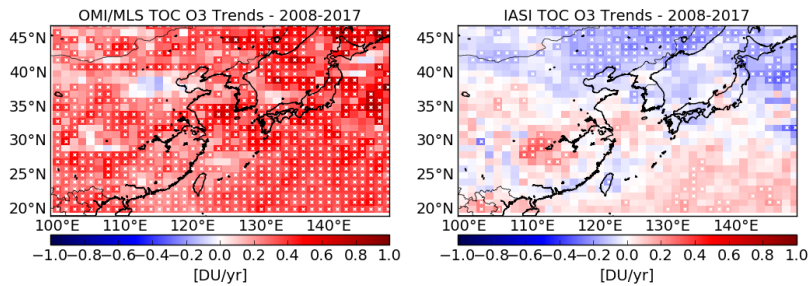 OMI/MLS TOC O3 Trends - 2008-2017
45°N
40°N
35°N
30°N
25°N
20°N
100°E 110°E 120°E 130°E 140°E
−1.0−0.8−0.6−0.4−0.2 0.0 0.2 0.4 0.6 0.8 1.0
[DU/yr]
IASI TOC O3 Trends - 2008-2017
45°N
40°N
35°N
30°N
25°N
20°N
100°E 110°E 120°E 130°E 140°E
−1.0−0.8−0.6−0.4−0.2 0.0 0.2 0.4 0.6 0.8 1.0
[DU/yr]